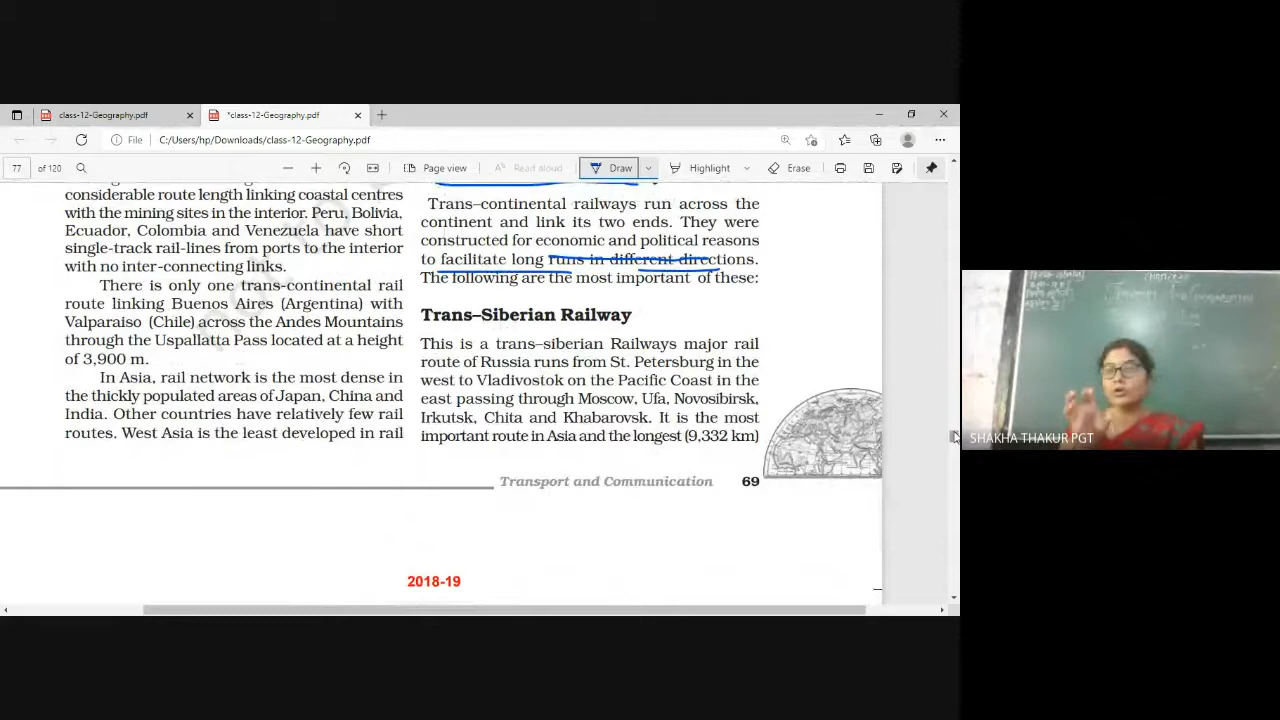 class-12-Geography.pdf
*class-12-Geography.pdf
File
C:/Users/hp/Downloads/class-12-Geography.pdf
77 of 120
Page view
Read aloud
Draw
Highlight
Erase
considerable route length linking coastal centres
with the mining sites in the interior. Peru, Bolivia,
Ecuador, Colombia and Venezuela have short
single-track rail-lines from ports to the interior
with no inter-connecting links.
There is only one trans-continental rail
route linking Buenos Aires (Argentina) with
Valparaiso (Chile) across the Andes Mountains
through the Uspallatta Pass located at a height
of 3,900 m.
In Asia, rail network is the most dense in
the thickly populated areas of Japan, China and
India. Other countries have relatively few rail
routes. West Asia is the least developed in rail
Trans–continental railways run across the
continent and link its two ends. They were
constructed for economic and political reasons
to facilitate long runs in different directions.
The following are the most important of these:
Trans–Siberian Railway
This is a trans–siberian Railways major rail
route of Russia runs from St. Petersburg in the
west to Vladivostok on the Pacific Coast in the
east passing through Moscow, Ufa, Novosibirsk,
Irkutsk, Chita and Khabarovsk. It is the most
important route in Asia and the longest (9,332 km)
Transport and Communication 69
2018-19
SHAKHA THAKUR PGT